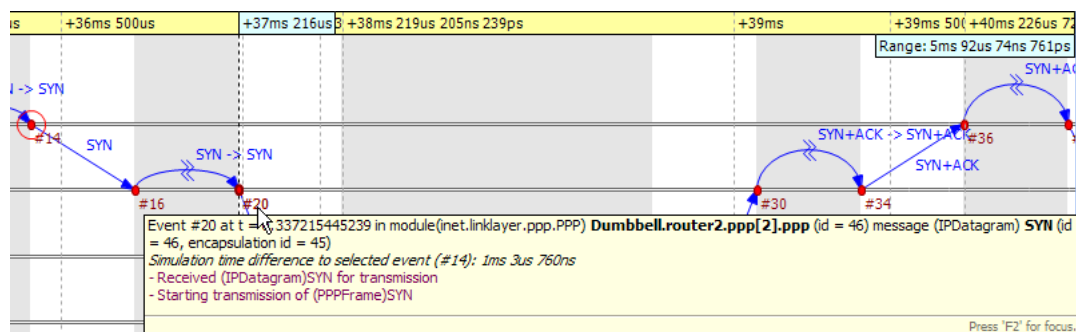 us +36ms 500us +37ms 216us 3 +38ms 219us 205ns 239ps +39ms +39ms 500 +40ms 226us 72
Range: 5ms 92us 74ns 761ps
-> SYN
SYN+AC
#14
SYN
SYN -> SYN
SYN+ACK -> SYN+ACK
#36
SYN+ACK
#16
#20
#30
#34
Event #20 at t = 337215445239 in module(inet.linklayer.ppp.PPP) Dumbbell.router2.ppp[2].ppp (id = 46) message (IPDatagram) SYN (id
= 46, encapsulation id = 45)
Simulation time difference to selected event (#14): 1ms 3us 760ns
- Received (IPDatagram)SYN for transmission
- Starting transmission of (PPPFrame)SYN
Press 'F2' for focus.